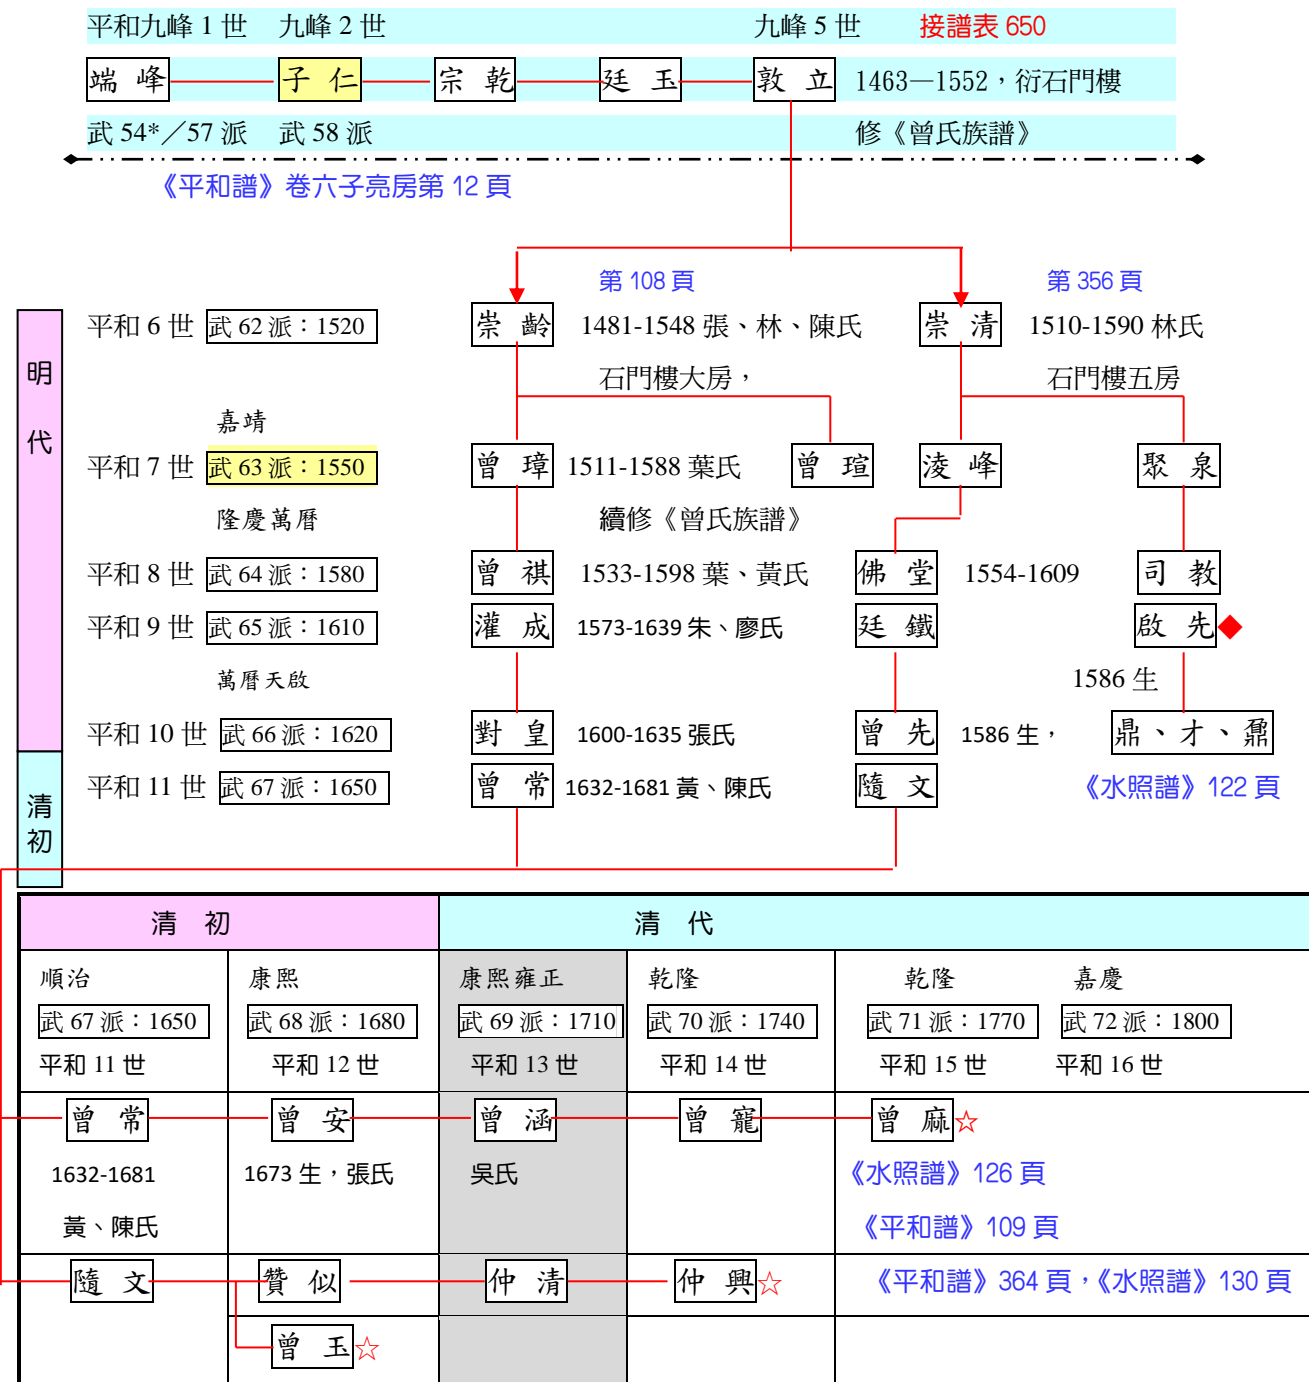 平和九峰 1 世 九峰 2 世 九峰 5 世 接譜表 650
端 峰 子 仁 宗 乾 廷 玉 敦 立 1463—1552，衍石門樓
武 54*／57 派 武 58 派 修《曾氏族譜》
《平和譜》卷六子亮房第 12 頁
第 108 頁 第 356 頁
平和 6 世 武 62 派：1520 崇 齡 1481-1548 張、林、陳氏 崇 清 1510-1590 林氏
明
代
石門樓大房， 石門樓五房
嘉靖
平和 7 世 武 63 派：1550 曾 璋 1511-1588 葉氏 曾 瑄 淩 峰 聚 泉
隆慶萬曆 續修《曾氏族譜》
平和 8 世 武 64 派：1580 曾 祺 1533-1598 葉、黃氏 佛 堂 1554-1609 司 教
平和 9 世 武 65 派：1610 灌 成 1573-1639 朱、廖氏 廷 鐵 啟 先◆
萬曆天啟 1586 生
平和 10 世 武 66 派：1620 對 皇 1600-1635 張氏 曾 先 1586 生， 鼎、才、鼐
平和 11 世 武 67 派：1650 曾 常 1632-1681 黃、陳氏 隨 文 《水照譜》122 頁
清
初
清 初 清 代
順治 康熙 康熙雍正 乾隆 乾隆 嘉慶
武 67 派：1650 武 68 派：1680 武 69 派：1710 武 70 派：1740 武 71 派：1770 武 72 派：1800
平和 11 世 平和 12 世 平和 13 世 平和 14 世 平和 15 世 平和 16 世
曾 常 曾 安 曾 涵 曾 寵 曾 麻☆
1632-1681 1673 生，張氏 吳氏 《水照譜》126 頁
黃、陳氏 《平和譜》109 頁
隨 文 贊 似 仲 清 仲 興☆ 《平和譜》364 頁，《水照譜》130 頁
曾 玉☆